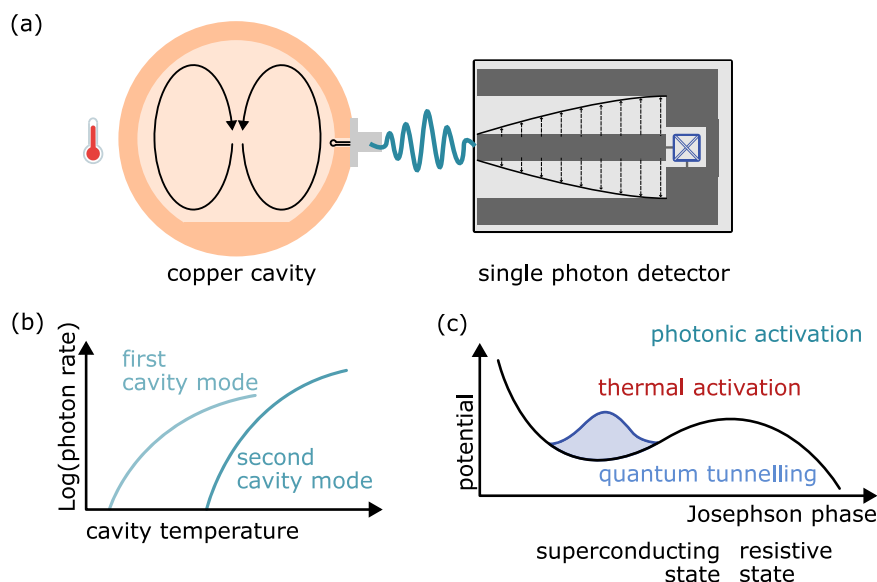 (a)
copper cavity
single photon detector
(b)
Log(photon rate)
first
cavity mode
second
cavity mode
cavity temperature
(c)
photonic activation
thermal activation
potential
quantum tunnelling
Josephson phase
superconducting
state
resistive
state